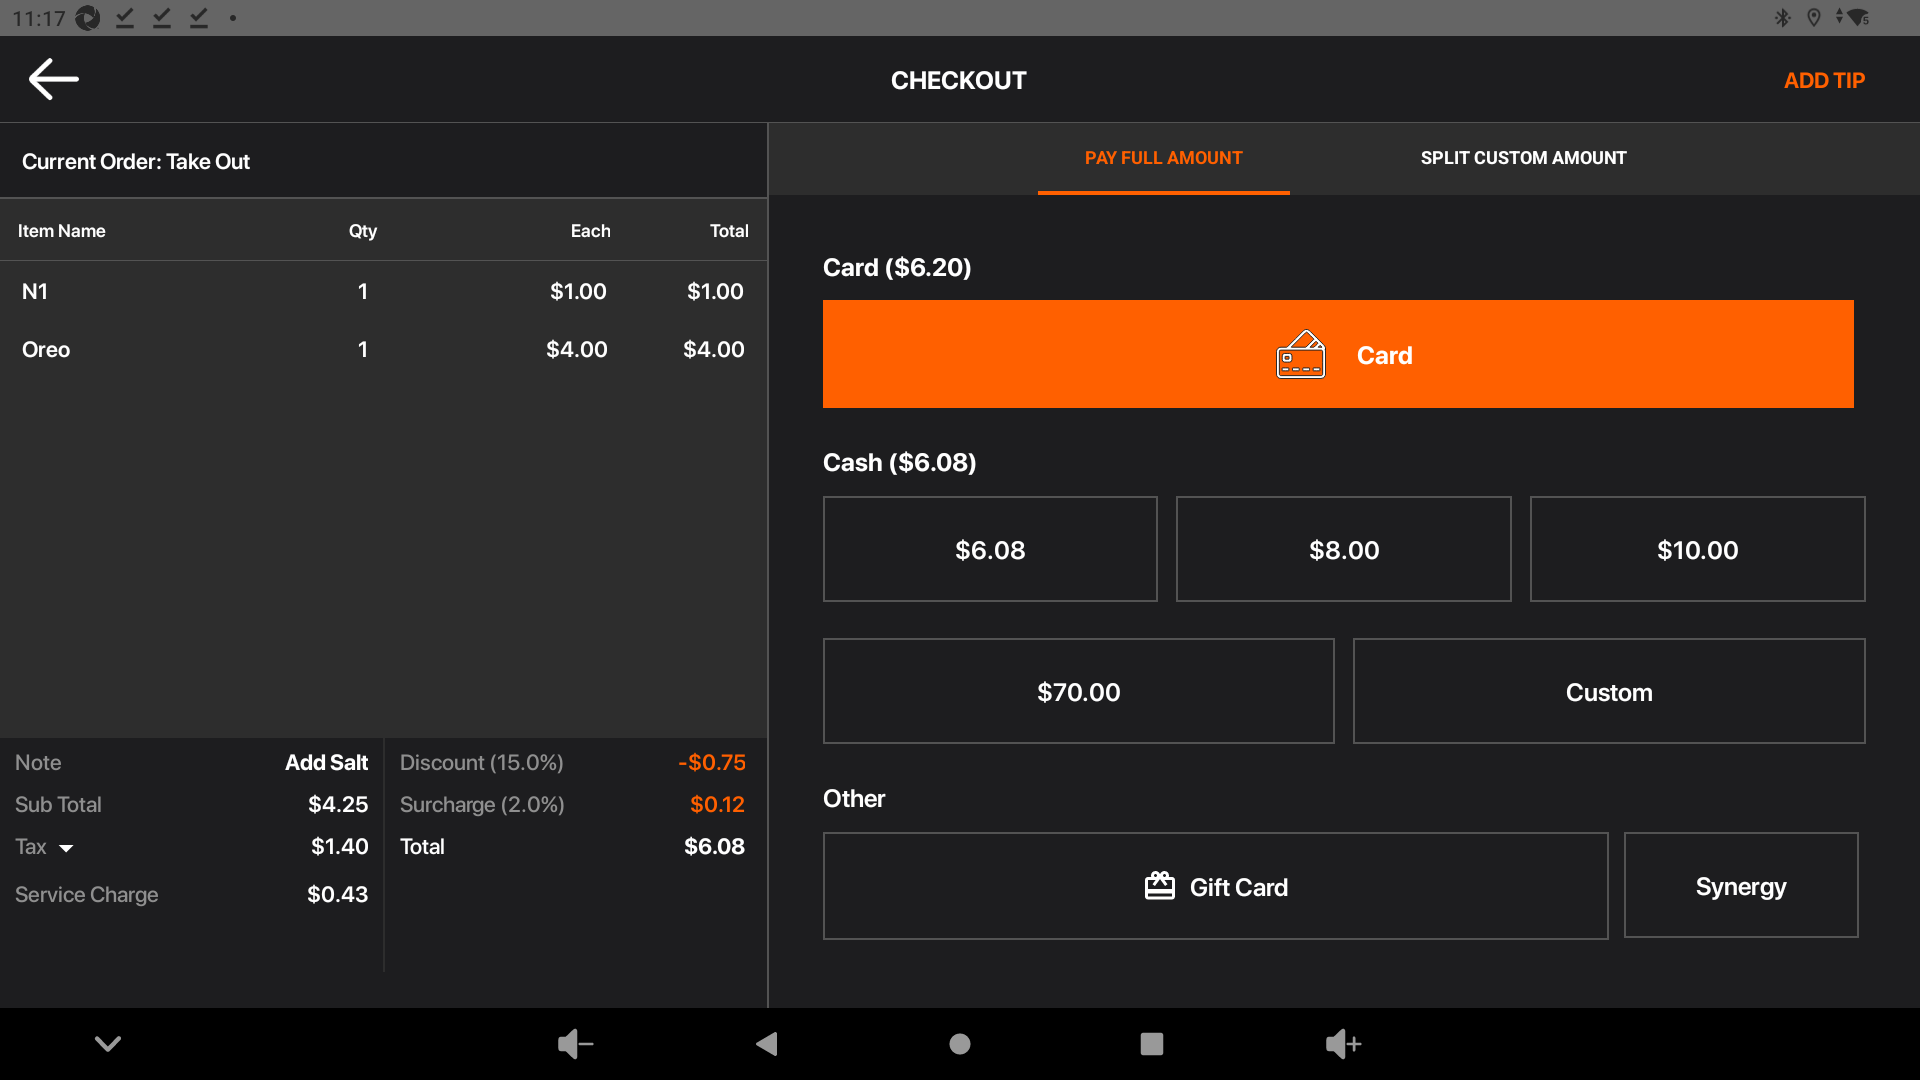 11:17
CHECKOUT
ADD TIP
Current Order: Take Out
PAY FULL AMOUNT
SPLIT CUSTOM AMOUNT
Item Name Qty Each Total
N1 1 $1.00 $1.00
Oreo 1 $4.00 $4.00
Note Add Salt
Sub Total $4.25
Tax $1.40
Service Charge $0.43
Discount (15.0%) -$0.75
Surcharge (2.0%) $0.12
Total $6.08
Card ($6.20)
Card
Cash ($6.08)
$6.08 $8.00 $10.00
$70.00 Custom
Other
Gift Card Synergy